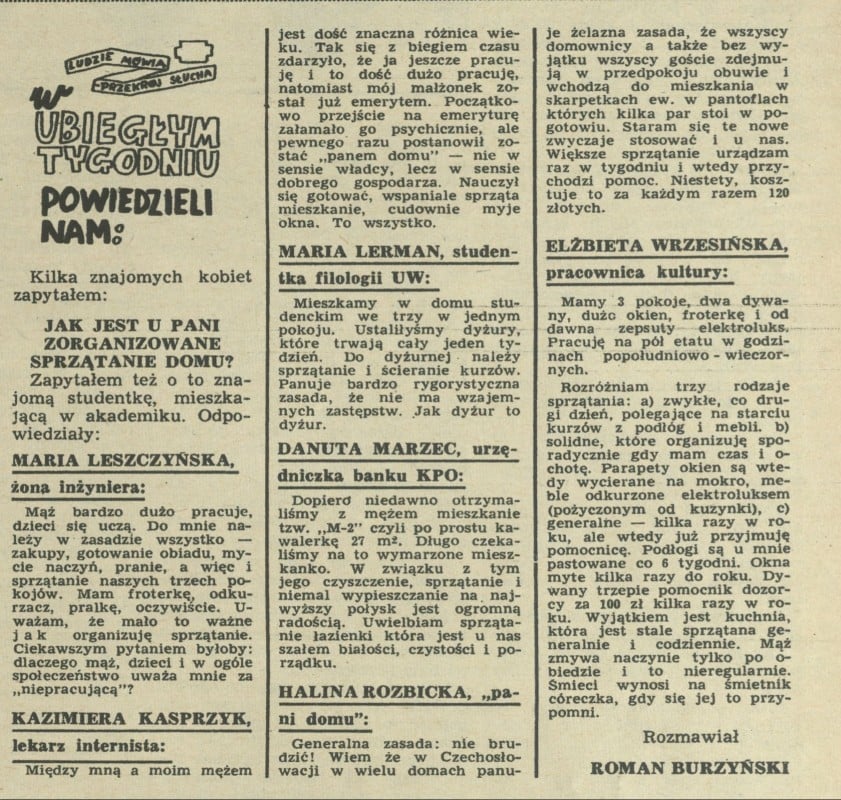 LUDZIE MÓWIĄ
PRZEKRÓJ SŁUCHA
W
UBIEGŁYM
TYGODNIU
POWIEDZIELI
NAM:
Kilka znajomych kobiet
zapytałem:
JAK JEST U PANI
ZORGANIZOWANE
SPRZĄTANIE DOMU?
Zapytałem też o to zna-
jomą studentkę, mieszka-
jącą w akademiku. Odpo-
wiedziały:
MARIA LESZCZYŃSKA,
żona inżyniera:
Mąż bardzo dużo pracuje,
dzieci się uczą. Do mnie na-
leży w zasadzie wszystko —
zakupy, gotowanie obiadu, my-
cie naczyń, pranie, a więc i
sprzątanie naszych trzech po-
kojów. Mam froterkę, odku-
rzacz, pralkę, oczywiście. U-
ważam, że mało to ważne
jak organizuję sprzątanie.
Ciekawszym pytaniem byłoby:
dlaczego mąż, dzieci i w ogóle
społeczeństwo uważa mnie za
„niepracującą"?
KAZIMIERA KASPRZYK,
lekarz internista:
Między mną a moim mężem
jest dość znaczna różnica wie-
ku. Tak się z biegiem czasu
zdarzyło, że ja jeszcze pracu-
ję i to dość dużo pracuję,
natomiast mój małżonek zo-
stał już emerytem. Początko-
wo przejście na emeryturę
załamało go psychicznie, ale
pewnego razu postanowił zo-
stać „panem domu" — nie w
sensie władcy, lecz w sensie
dobrego gospodarza. Nauczył
się gotować, wspaniale sprząta
mieszkanie, cudownie myje
okna. To wszystko.
MARIA LERMAN, studen-
tka filologii UW:
Mieszkamy w domu stu-
denckim we trzy w jednym
pokoju. Ustaliłyśmy dyżury,
które trwają cały jeden ty-
dzień. Do dyżurnej należy
sprzątanie i ścieranie kurzów.
Panuje bardzo rygorystyczna
zasada, że nie ma wzajem-
nych zastępstw. Jak dyżur to
dyżur.
DANUTA MARZEC, urzę-
dniczka banku KPO:
Dopiero niedawno otrzyma-
liśmy z mężem mieszkanie
tzw. „M-2" czyli po prostu ka-
walerkę 27 m². Długo czeka-
liśmy na to wymarzone miesz-
kanko. W związku z tym
jego czyszczenie, sprzątanie i
niemal wypieszczanie na naj-
wyższy połysk jest ogromną
radością. Uwielbiam sprząta-
nie łazienki która jest u nas
szałem białości, czystości i po-
rządku.
HALINA ROZBICKA, „pa-
ni domu":
Generalna zasada: nie bru-
dzić! Wiem że w Czechosło-
wacji w wielu domach panu-
je żelazna zasada, że wszyscy
domownicy a także bez wy-
jątku wszyscy goście zdejmu-
ją w przedpokoju obuwie i
wchodzą do mieszkania w
skarpetkach ew. w pantoflach
których kilka par stoi w po-
gotowiu. Staram się te nowe
zwyczaje stosować i u nas.
Większe sprzątanie urządzam
raz w tygodniu i wtedy przy-
chodzi pomoc. Niestety, kosz-
tuje to za każdym razem 120
złotych.
ELŻBIETA WRZESIŃSKA,
pracownica kultury:
Mamy 3 pokoje, dwa dywa-
ny, dużo okien, froterkę i od
dawna zepsuty elektroluks.
Pracuję na pół etatu w godzi-
nach popołudniowo-wieczor-
nych.
Rozróżniam trzy rodzaje
sprzątania: a) zwykłe, co dru-
gi dzień, polegające na starciu
kurzów z podłóg i mebli. b)
solidne, które organizuję spo-
radycznie gdy mam czas i o-
chotę. Parapety okien są wte-
dy wycierane na mokro, me-
ble odkurzone elektroluksem
(pożyczonym od kuzynki), c)
generalne — kilka razy w ro-
ku, ale wtedy już przyjmuję
pomocnicę. Podłogi są u mnie
pastowane co 6 tygodni. Okna
myte kilka razy do roku. Dy-
wany trzepie pomocnik dozor-
cy za 100 zł kilka razy w ro-
ku. Wyjątkiem jest kuchnia,
która jest stale sprzątana ge-
neralnie i codziennie. Mąż
zmywa naczynie tylko po o-
biedzie i to nieregularnie.
Śmieci wynosi na śmietnik
córeczka, gdy się jej to przy-
pomni.
Rozmawiał
ROMAN BURZYŃSKI